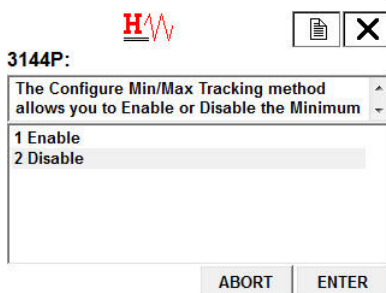 H
3144P:
The Configure Min/Max Tracking method
allows you to Enable or Disable the Minimum
1 Enable
2 Disable
ABORT ENTER